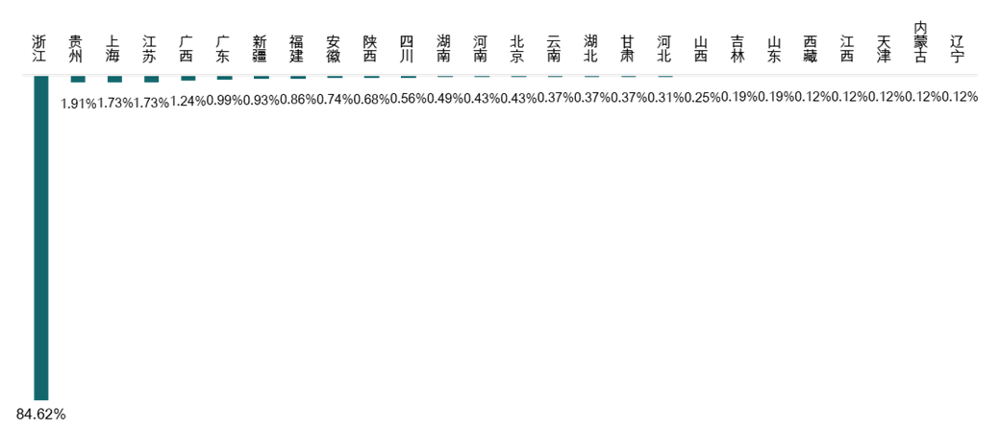 浙江 贵州 上海 江苏 广西 广东 新疆 福建 安徽 陕西 四川 湖南 河南 北京 云南 湖北 甘肃 河北 山西 吉林 山东 西藏 江西 天津 内蒙古 辽宁
1.91% 1.73% 1.73% 1.24% 0.99% 0.93% 0.86% 0.74% 0.68% 0.56% 0.49% 0.43% 0.43% 0.37% 0.37% 0.37% 0.31% 0.25% 0.19% 0.19% 0.12% 0.12% 0.12% 0.12% 0.12%
84.62%